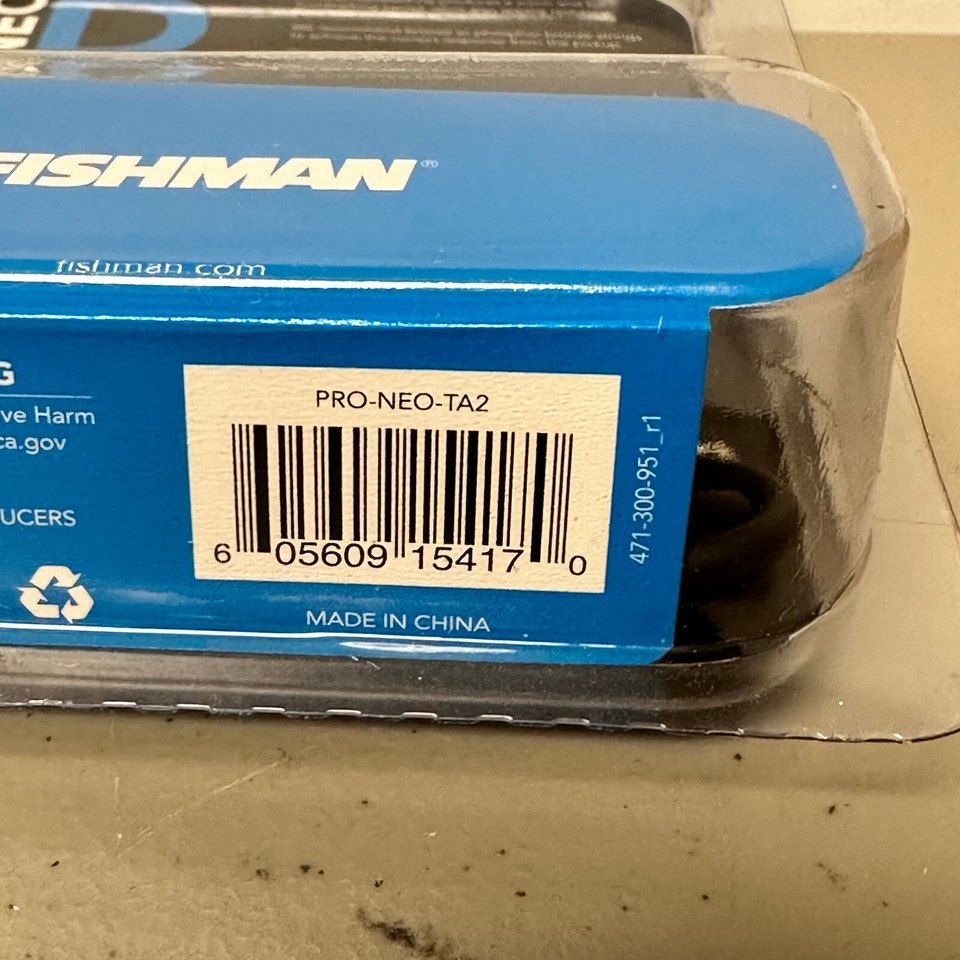 NEO
D
FISHMAN®
fishman.com
G
ve Harm
ca.gov
UCERS
PRO-NEO-TA2
6 05609 15417 0
471-300-951_r1
MADE IN CHINA